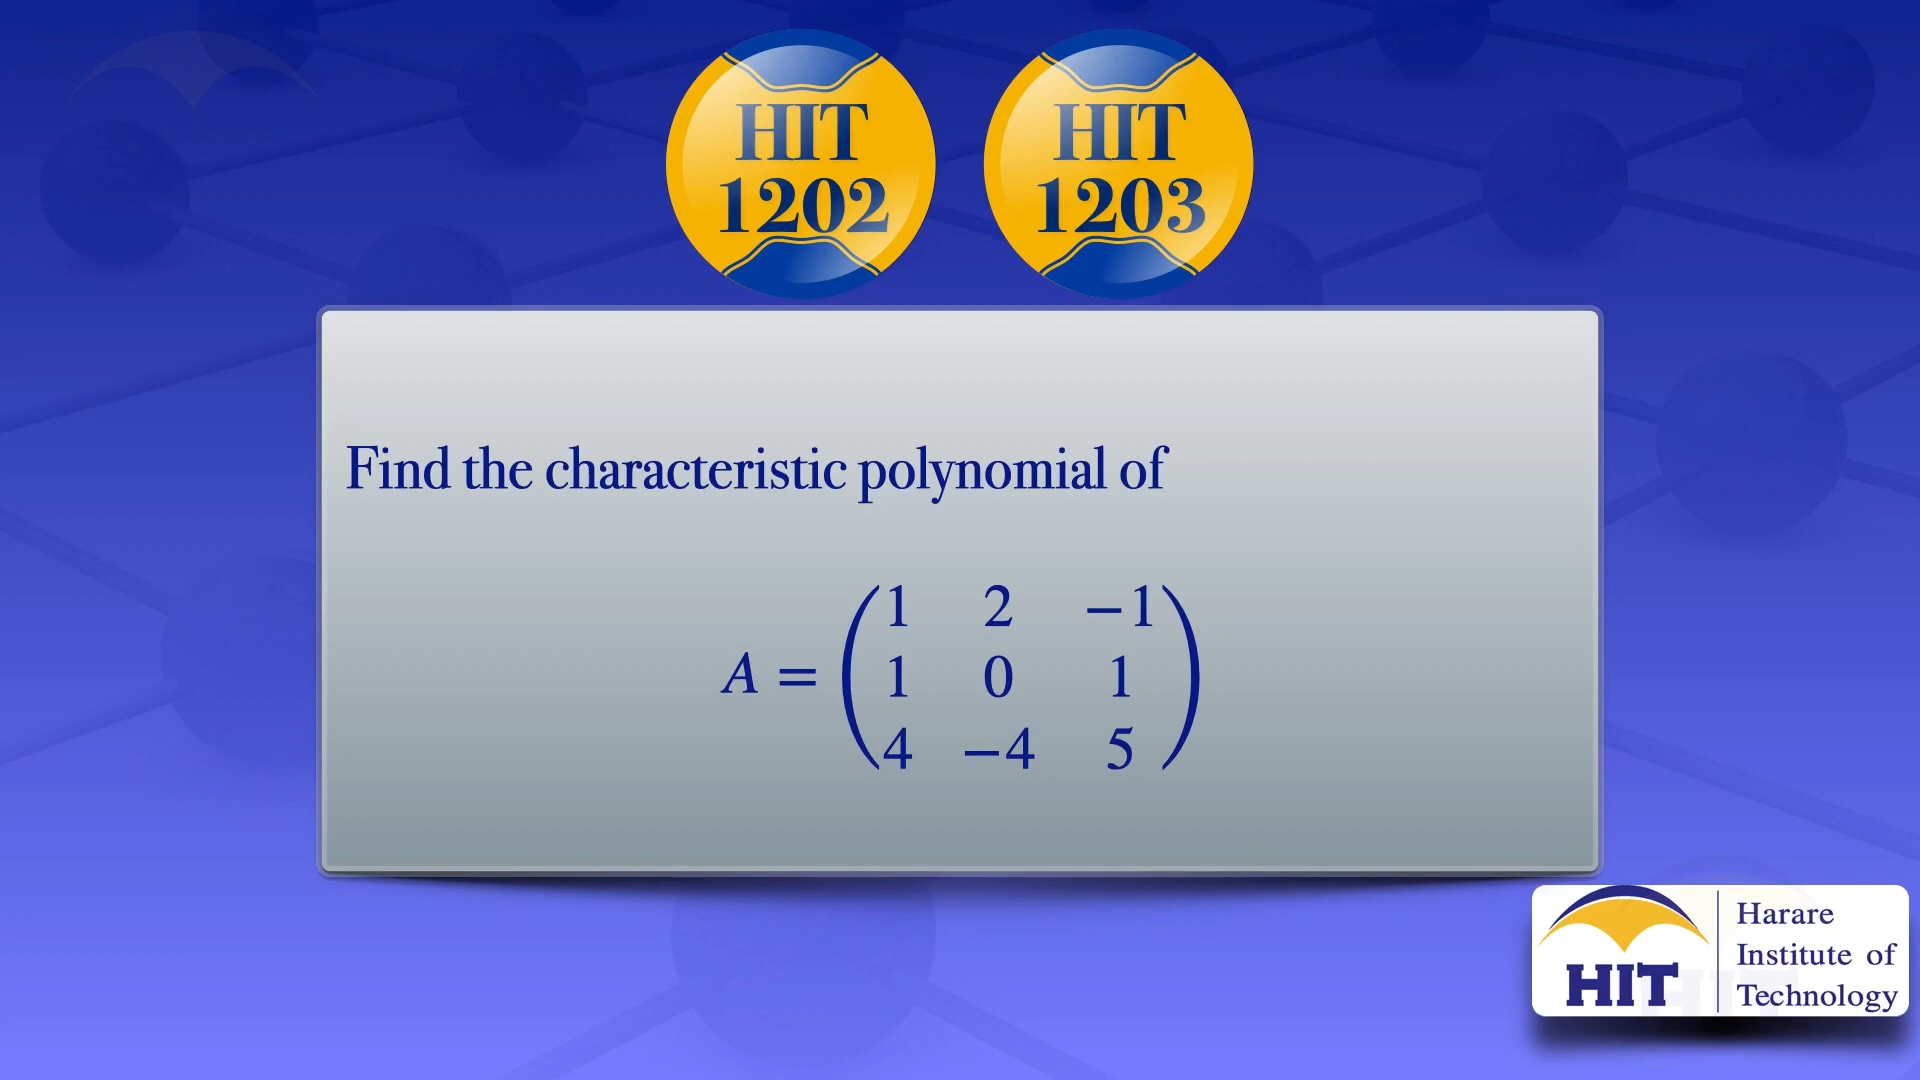 HIT
1202
HIT
1203
Find the characteristic polynomial of
A = (1 2 −1
1 0 1
4 −4 5)
HIT
Harare
Institute of
Technology